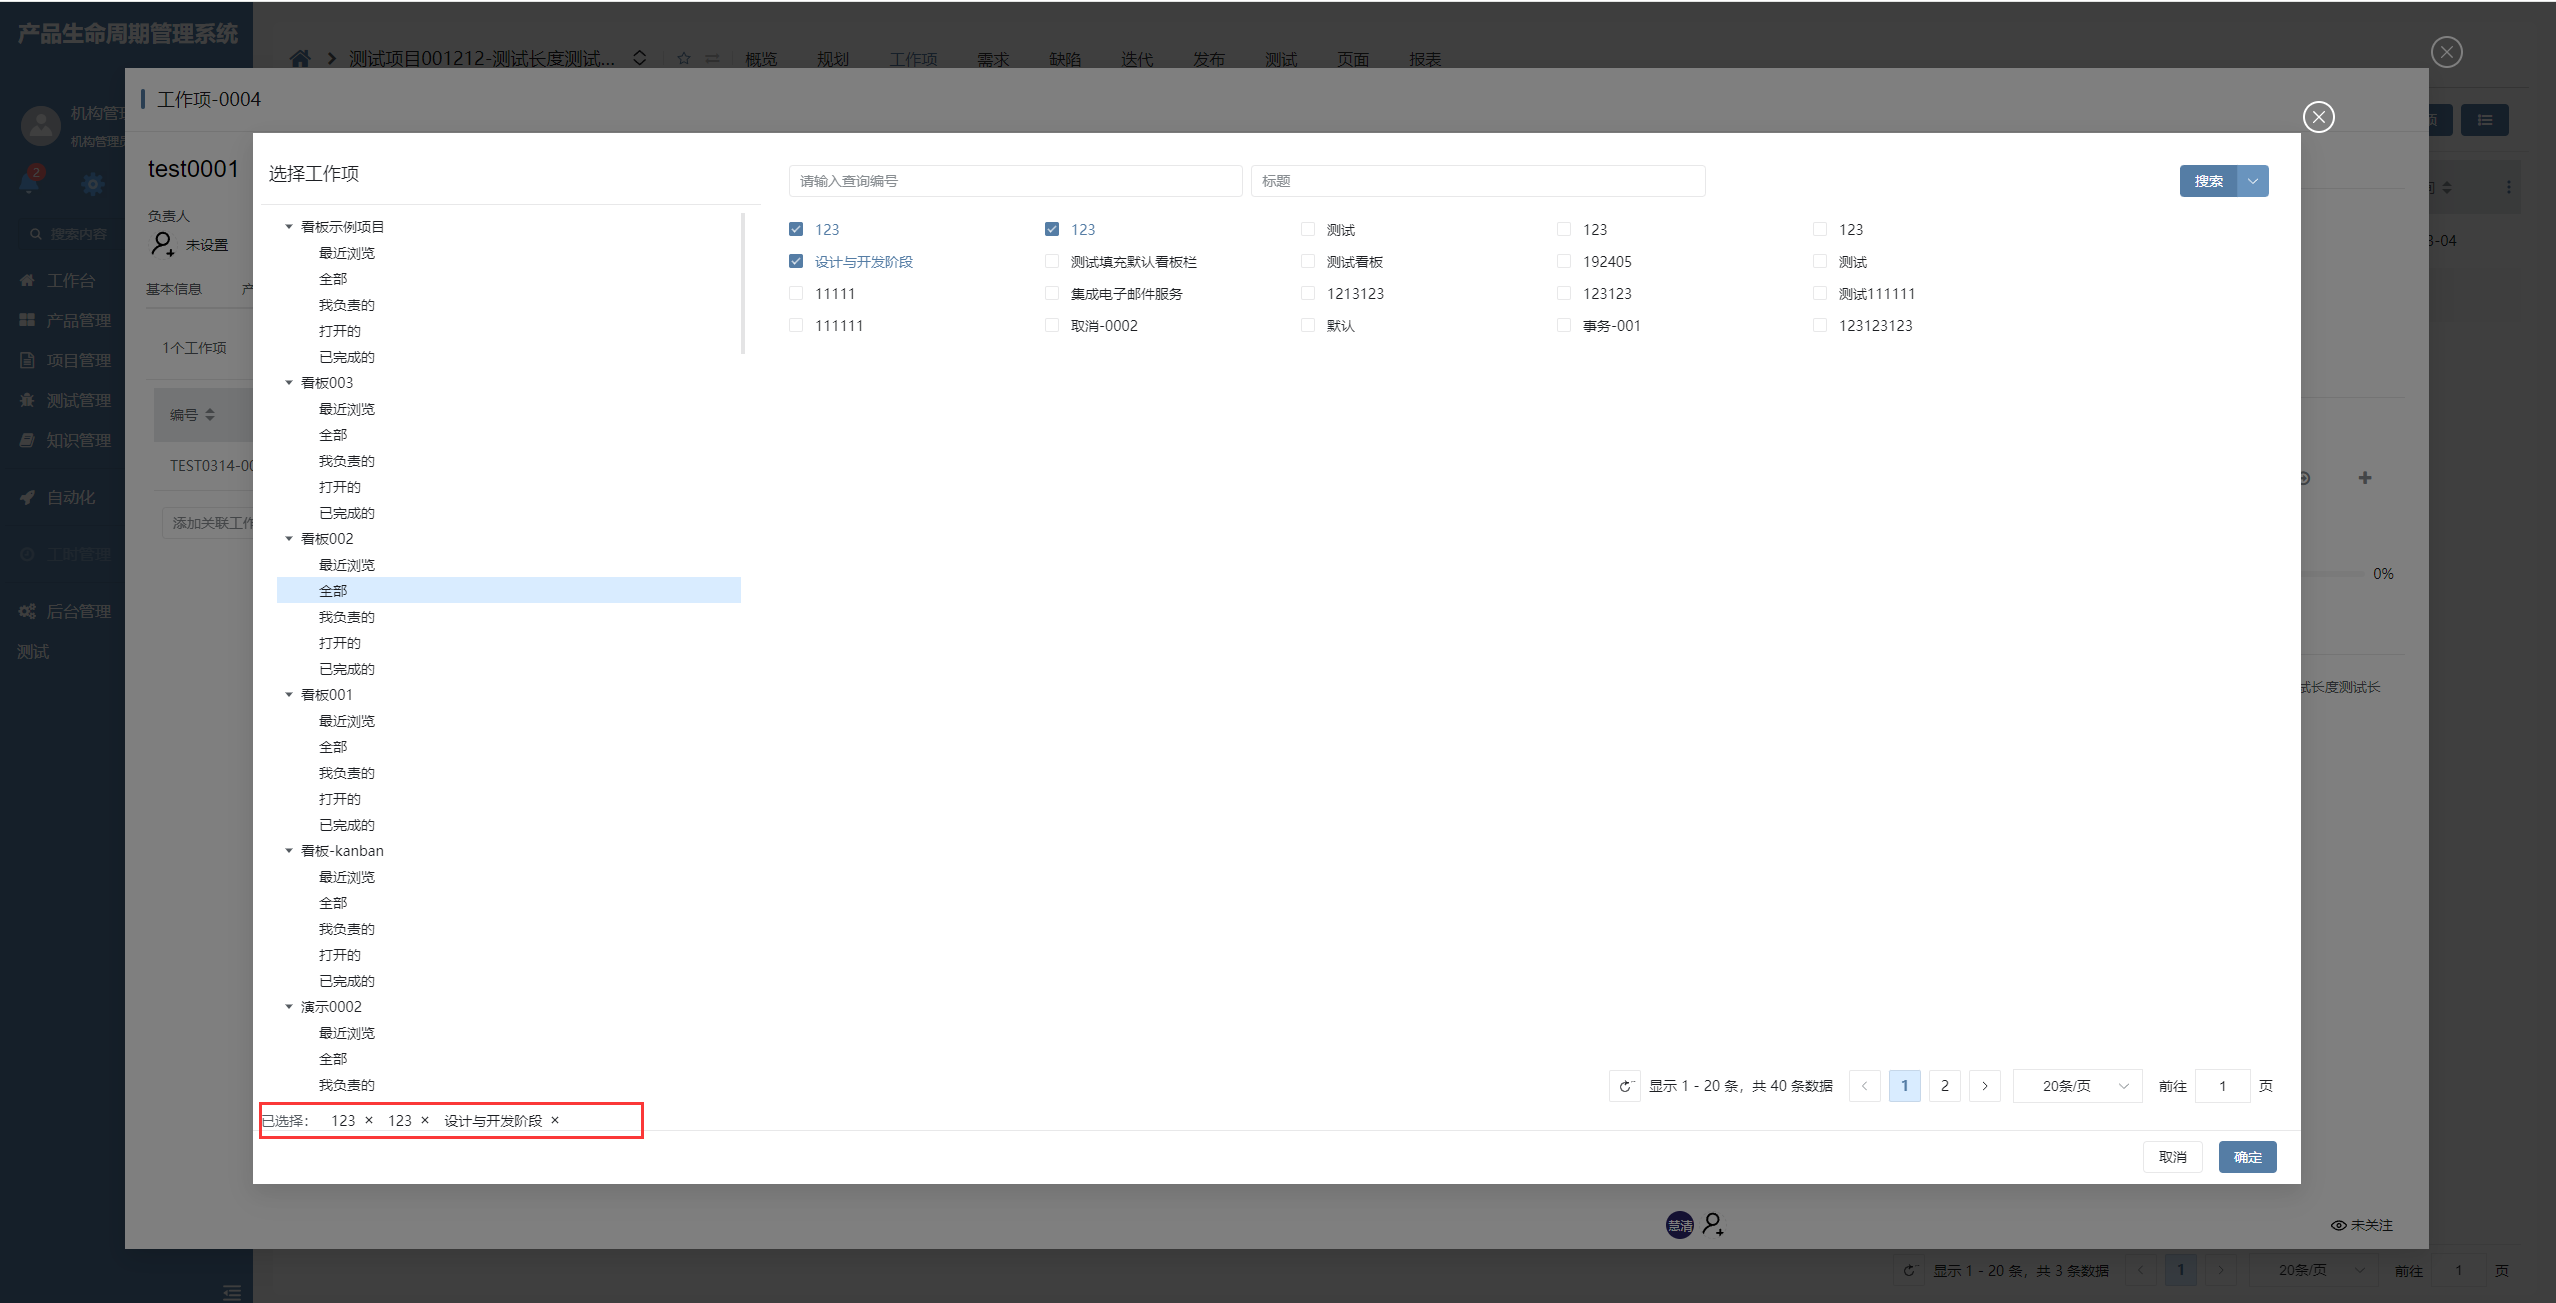 产品生命周期管理系统
测试项目001212-测试长度测试...
概览 规划 工作项 需求 缺陷 迭代 发布 测试 页面 报表
工作项-0004
机构管理
机构管理员
2
搜索内容
工作台
产品管理
项目管理
测试管理
知识管理
自动化
工时管理
后台管理
测试
test0001
负责人
未设置
基本信息
1个工作项
编号
TEST0314-00
添加关联工作
选择工作项
看板示例项目
最近浏览
全部
我负责的
打开的
已完成的
看板003
最近浏览
全部
我负责的
打开的
已完成的
看板002
最近浏览
全部
我负责的
打开的
已完成的
看板001
最近浏览
全部
我负责的
打开的
已完成的
看板-kanban
最近浏览
全部
我负责的
打开的
已完成的
演示0002
最近浏览
全部
我负责的
请输入查询编号 标题 搜索
123 123 测试 123 123
设计与开发阶段 测试填充默认看板栏 测试看板 192405 测试
11111 集成电子邮件服务 1213123 123123 测试111111
111111 取消-0002 默认 事务-001 123123123
显示 1 - 20 条，共 40 条数据 1 2 20条/页 前往 1 页
已选择： 123 × 123 × 设计与开发阶段 ×
取消 确定
3-04
0%
试长度测试长
慧清
未关注
显示 1 - 20 条，共 3 条数据 1 20条/页 前往 1 页